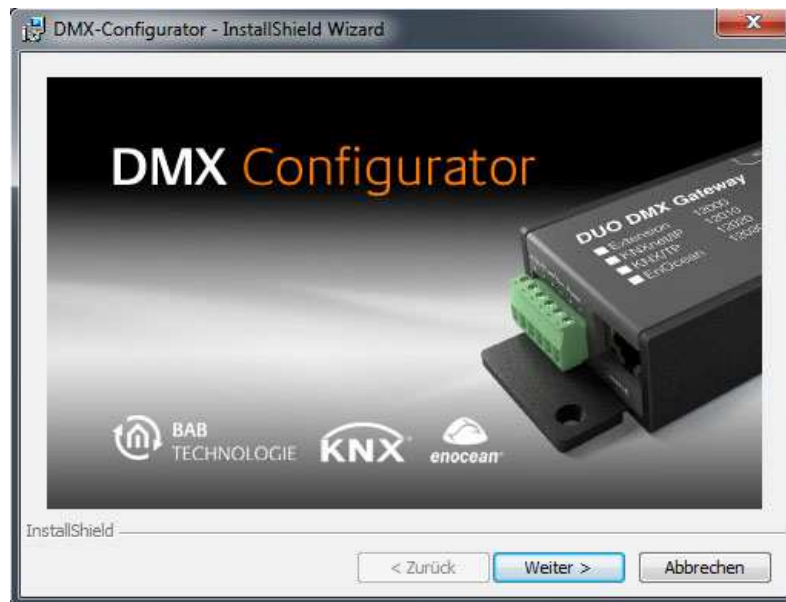 DMX-Configurator - InstallShield Wizard
DMX Configurator
DUO DMX Gateway
Extension 12000
KNXnet/IP 12010
KNX/TP 12020
EnOcean 12030
BAB
TECHNOLOGIE
KNX
enocean
InstallShield
< Zurück
Weiter >
Abbrechen